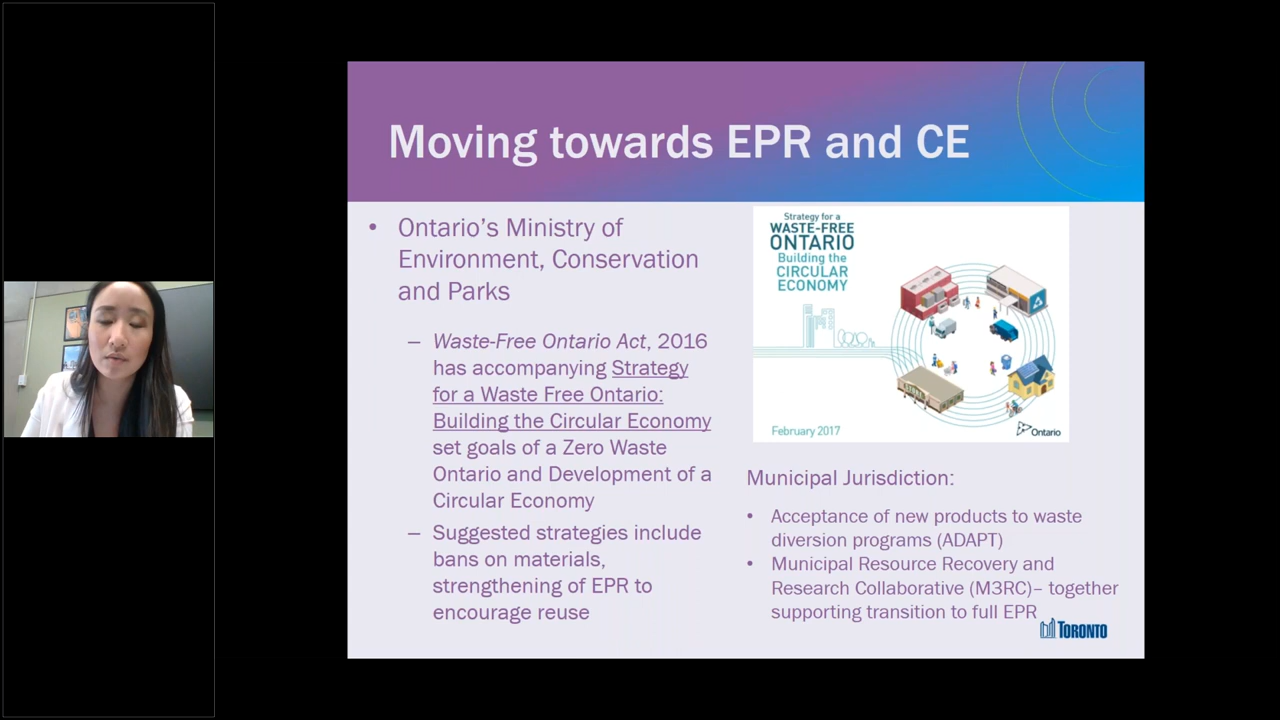 Moving towards EPR and CE
• Ontario's Ministry of
Environment, Conservation
and Parks
– Waste-Free Ontario Act, 2016
has accompanying Strategy
for a Waste Free Ontario:
Building the Circular Economy
set goals of a Zero Waste
Ontario and Development of a
Circular Economy
– Suggested strategies include
bans on materials,
strengthening of EPR to
encourage reuse
Strategy for a
WASTE-FREE
ONTARIO
Building the
CIRCULAR
ECONOMY
February 2017
Ontario
Municipal Jurisdiction:
• Acceptance of new products to waste
diversion programs (ADAPT)
• Municipal Resource Recovery and
Research Collaborative (M3RC)– together
supporting transition to full EPR
TORONTO